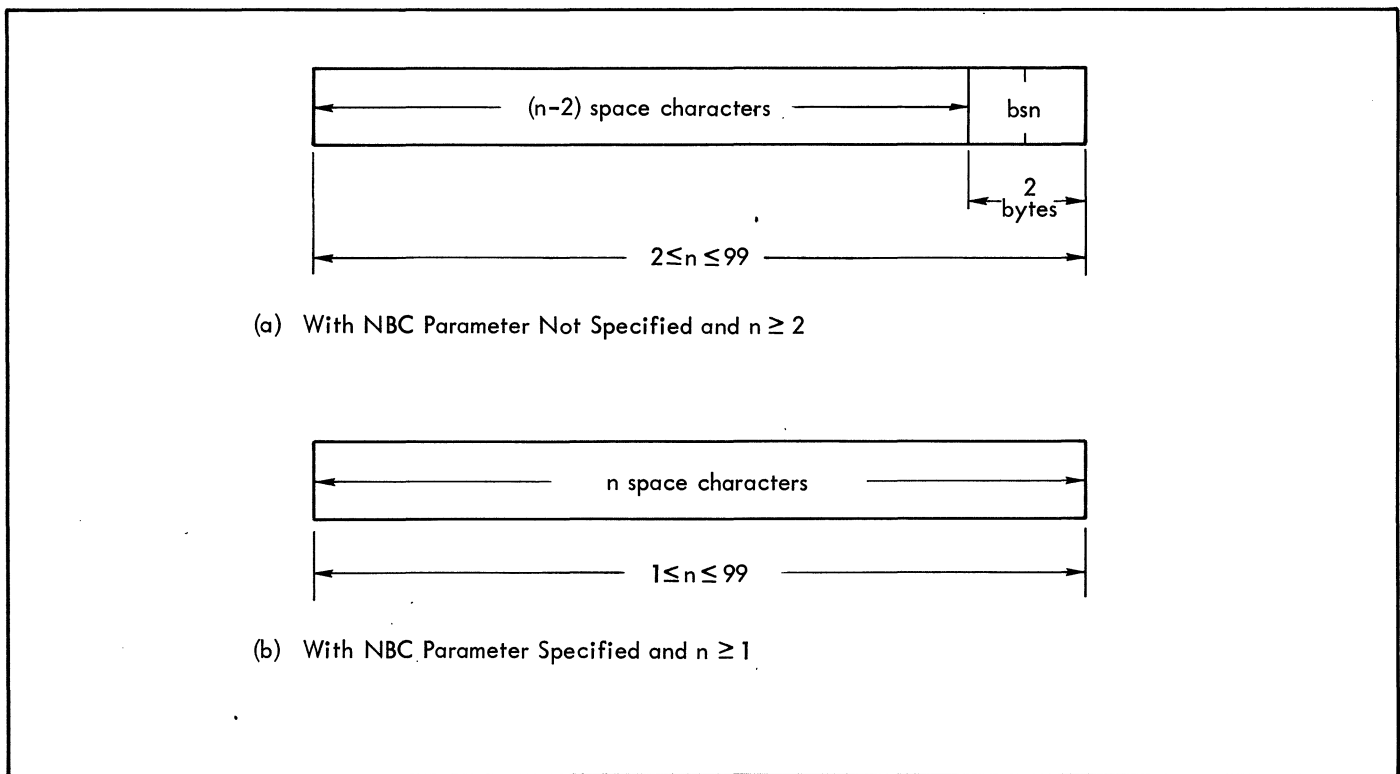 (n-2) space characters
bsn
2
bytes
2≤n≤99
(a) With NBC Parameter Not Specified and n ≥ 2
n space characters
1≤n≤99
(b) With NBC Parameter Specified and n ≥ 1